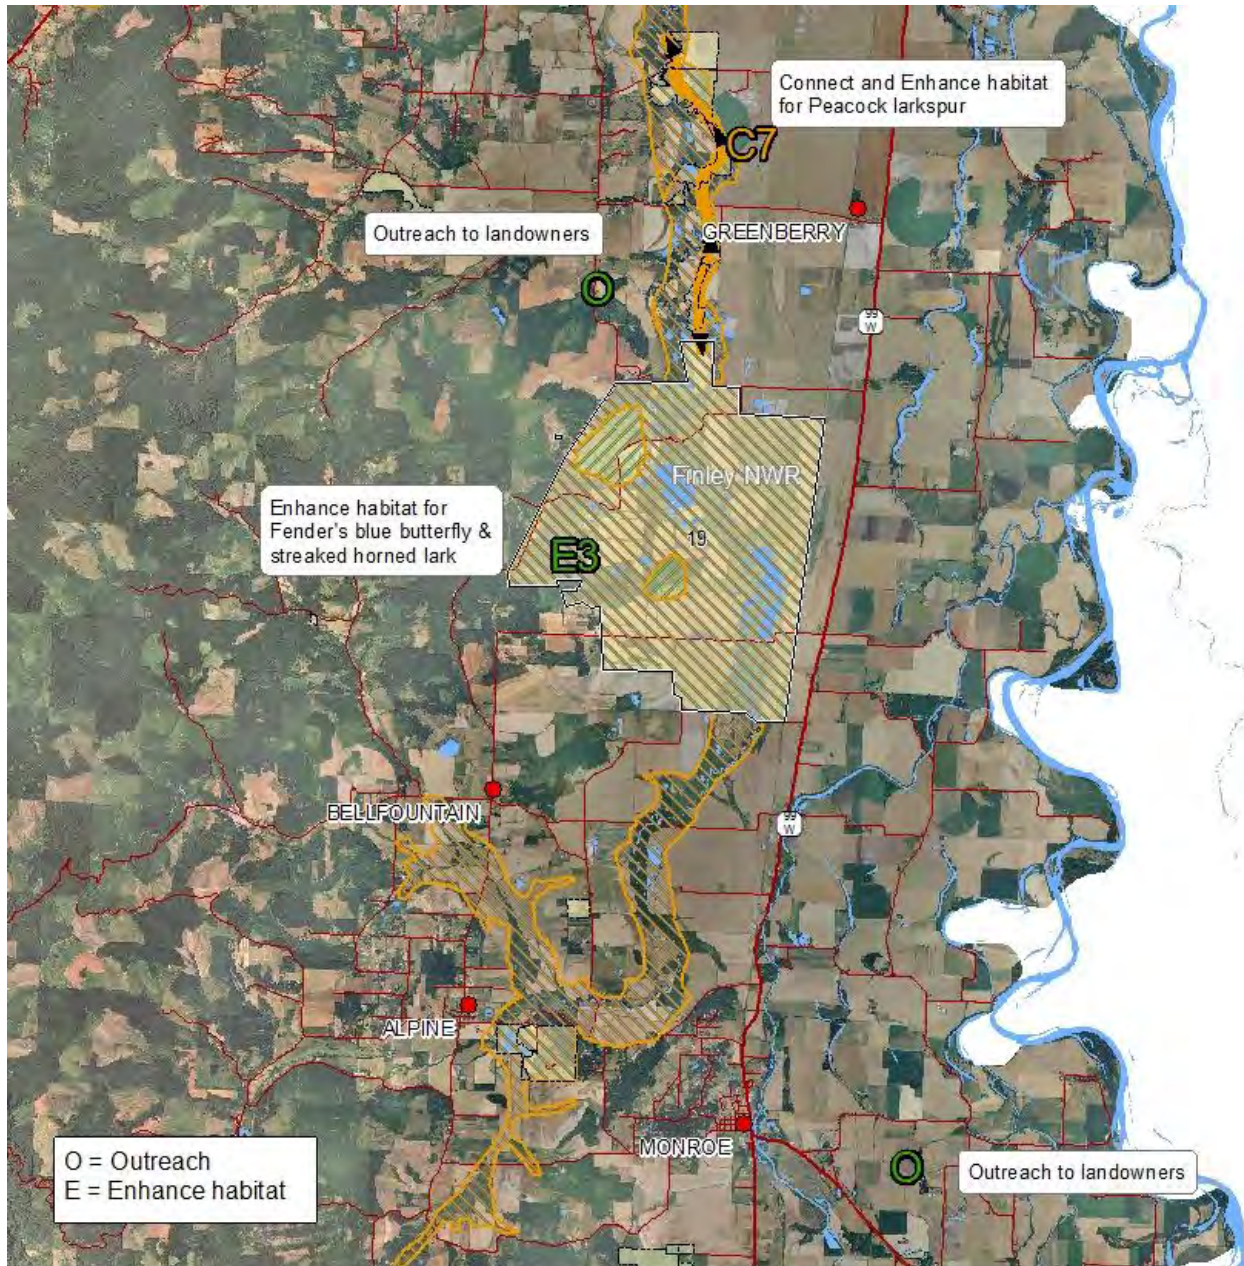 Connect and Enhance habitat
for Peacock larkspur
C7
Outreach to landowners
GREENBERRY
O
99
W
Finley NWR
Enhance habitat for
Fender's blue butterfly &
streaked horned lark
19
E3
BELLFOUNTAIN
99
W
ALPINE
MONROE
O = Outreach
E = Enhance habitat
O
Outreach to landowners